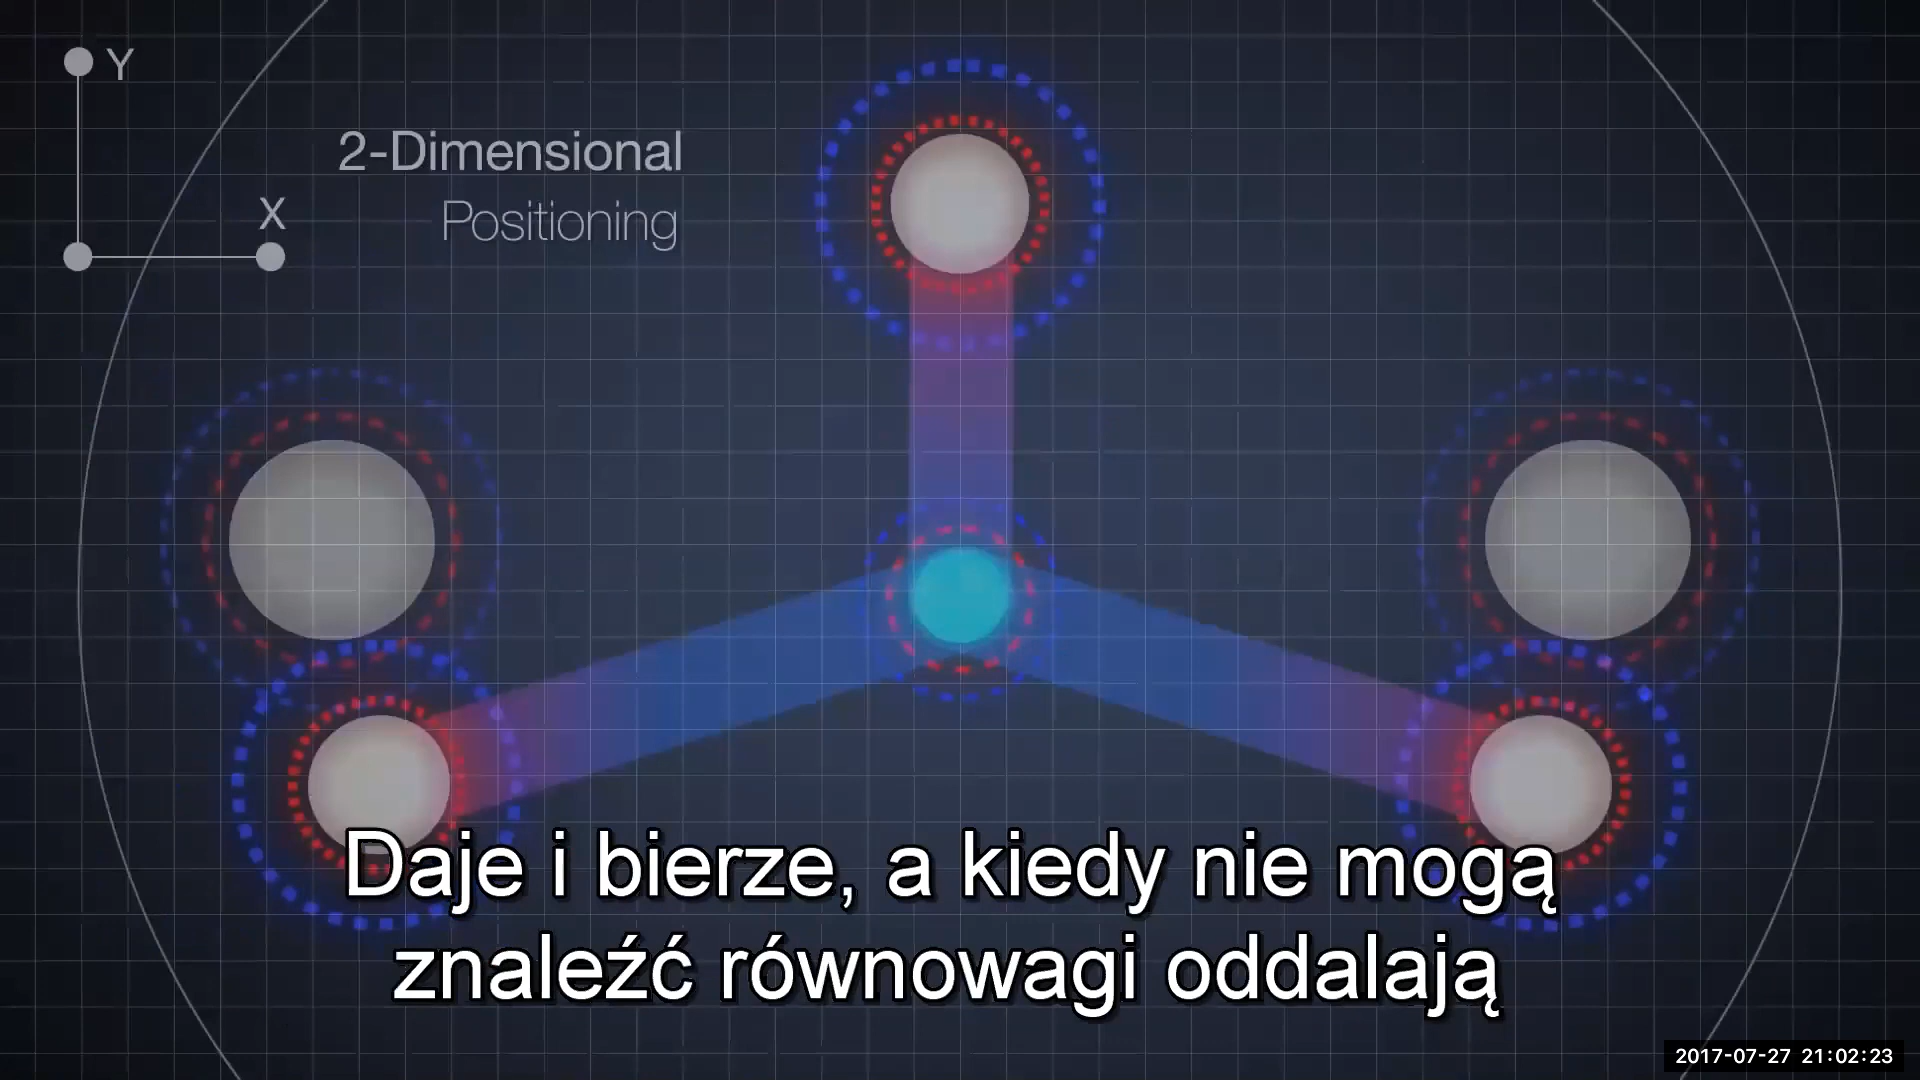 Y
2-Dimensional
Positioning
X
Daje i bierze, a kiedy nie mogą
znaleźć równowagi oddalają
2017-07-27 21:02:23